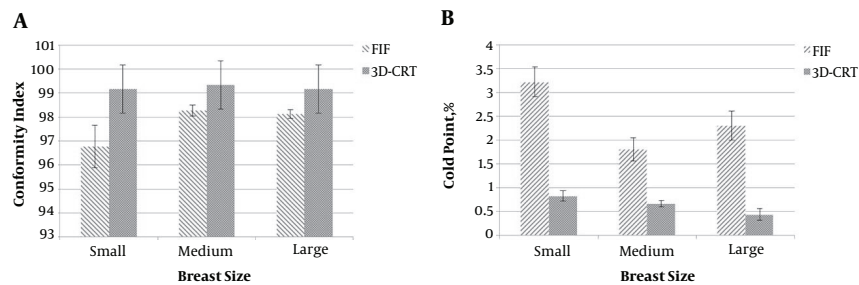 A
101
100
99
98
97
96
95
94
93
Conformity Index
Small
Medium
Large
Breast Size
FIF
3D-CRT
B
4
3.5
3
2.5
2
1.5
1
0.5
0
Cold Point,%
Small
Medium
Large
Breast Size
FIF
3D-CRT